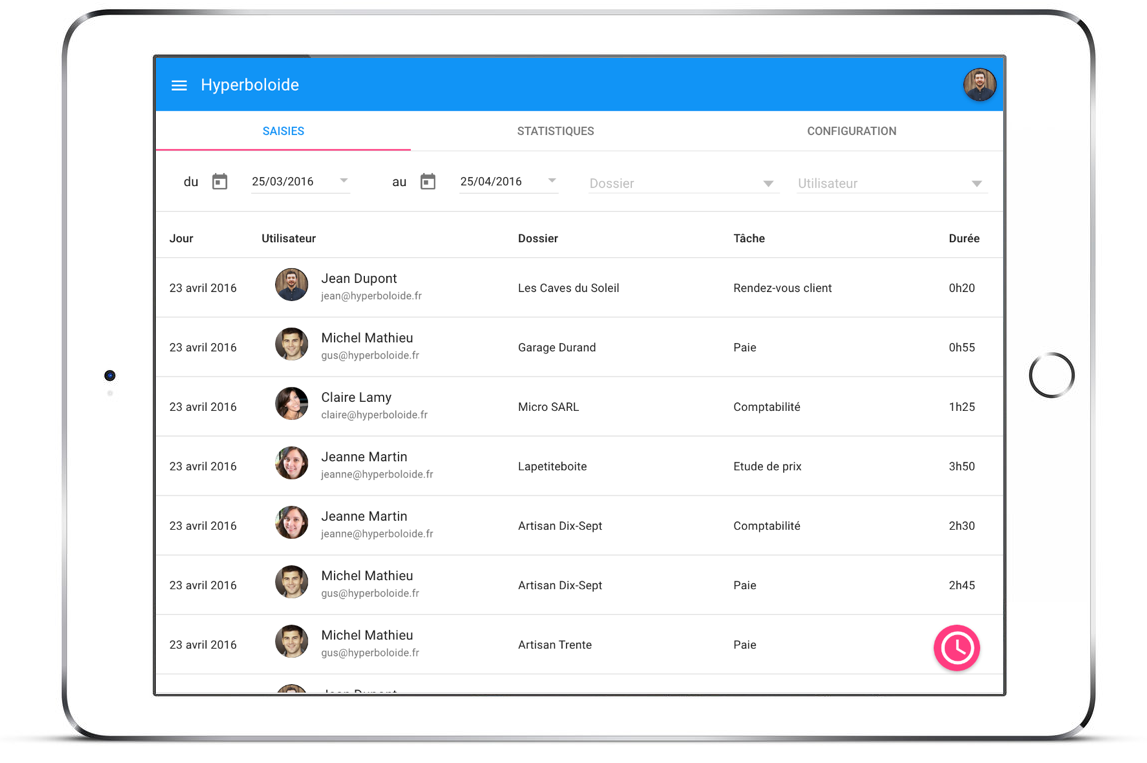 Hyperboloide
SAISIES STATISTIQUES CONFIGURATION
du 25/03/2016 au 25/04/2016 Dossier Utilisateur
Jour Utilisateur Dossier Tâche Durée
23 avril 2016 Jean Dupont Les Caves du Soleil Rendez-vous client 0h20
jean@hyperboloide.fr
23 avril 2016 Michel Mathieu Garage Durand Paie 0h55
gus@hyperboloide.fr
23 avril 2016 Claire Lamy Micro SARL Comptabilité 1h25
claire@hyperboloide.fr
23 avril 2016 Jeanne Martin Lapetiteboite Etude de prix 3h50
jeanne@hyperboloide.fr
23 avril 2016 Jeanne Martin Artisan Dix-Sept Comptabilité 2h30
jeanne@hyperboloide.fr
23 avril 2016 Michel Mathieu Artisan Dix-Sept Paie 2h45
gus@hyperboloide.fr
23 avril 2016 Michel Mathieu Artisan Trente Paie
gus@hyperboloide.fr